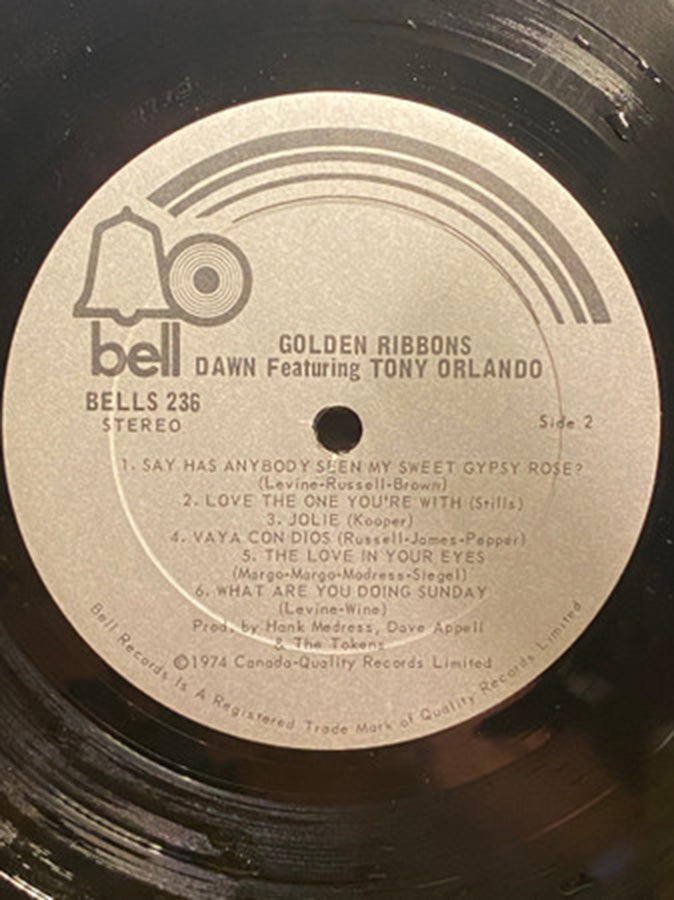 bell
GOLDEN RIBBONS
DAWN Featuring TONY ORLANDO
BELLS 236
STEREO
Side 2
1. SAY HAS ANYBODY SEEN MY SWEET GYPSY ROSE?
(Levine-Russell-Brown)
2. LOVE THE ONE YOU'RE WITH (Stills)
3. JOLIE (Kooper)
4. VAYA CON DIOS (Russell-James-Pepper)
5. THE LOVE IN YOUR EYES
(Margo-Margo-Madress-Siegel)
6. WHAT ARE YOU DOING SUNDAY
(Levine-Wine)
Prod. by Hank Medress, Dave Appell
& The Tokens
©1974 Canada-Quality Records Limited
Bell Records Is A Registered Trade Mark of Quality Records Limited